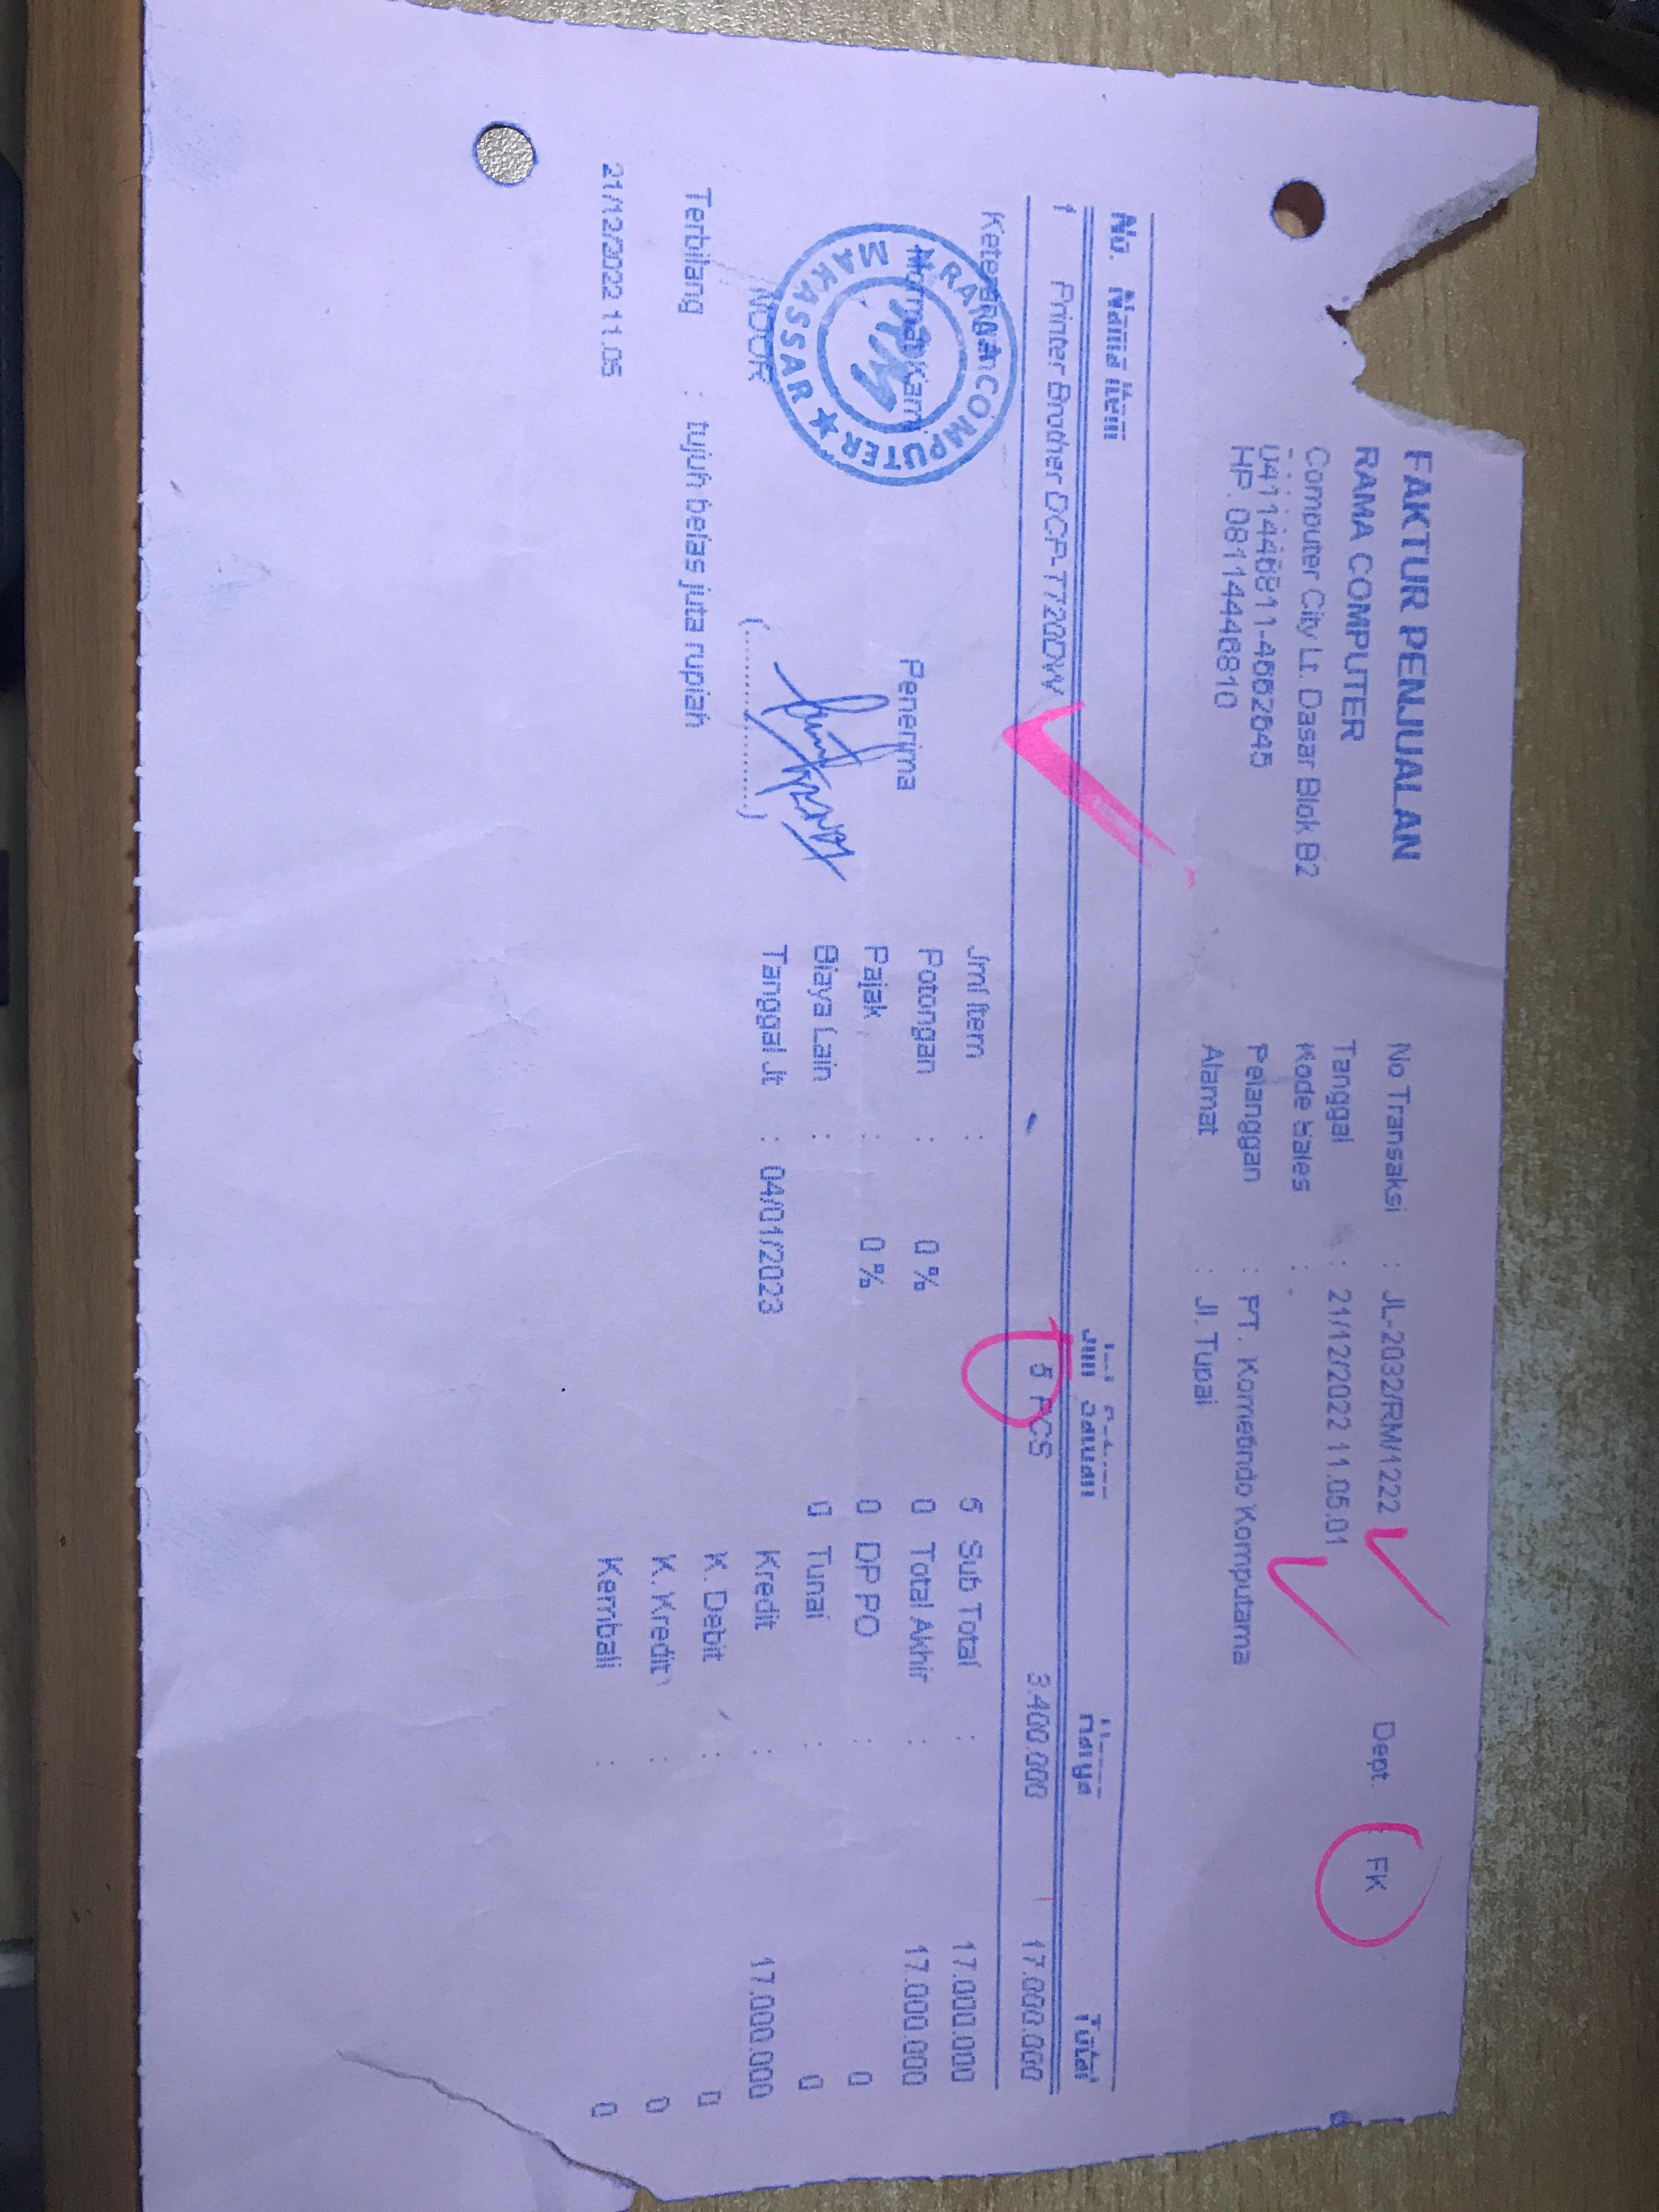 FAKTUR PENJUALAN
RAMA COMPUTER
Computer City Lt. Dasar Blok B2
HP. 08114446810
No Transaksi : JL-2032/RM/1222
Dept. : FK
Tanggal : 21/12/2022 11.05.01
Kode Sales :
Pelanggan : PT. Kometindo Komputama
Alamat : Jl. Tupai
No. Nama Item Jml Satuan Harga Total
1 Printer Brother DCP-T720DW 5 PCS 3.400.000 17.000.000
Keterangan
Jml Item : 5 Sub Total : 17.000.000
Hormat Kami Penerima Potongan : 0 % 0 Total Akhir : 17.000.000
Pajak : 0 % 0 DP PO : 0
Biaya Lain : 0 Tunai : 0
(....................) Tanggal Jt : 04/01/2023 Kredit : 17.000.000
K. Debit : 0
K. Kredit : 0
Kembali : 0
Terbilang : tujuh belas juta rupiah
21/12/2022 11.05
RAMA COMPUTER
MAKASSAR